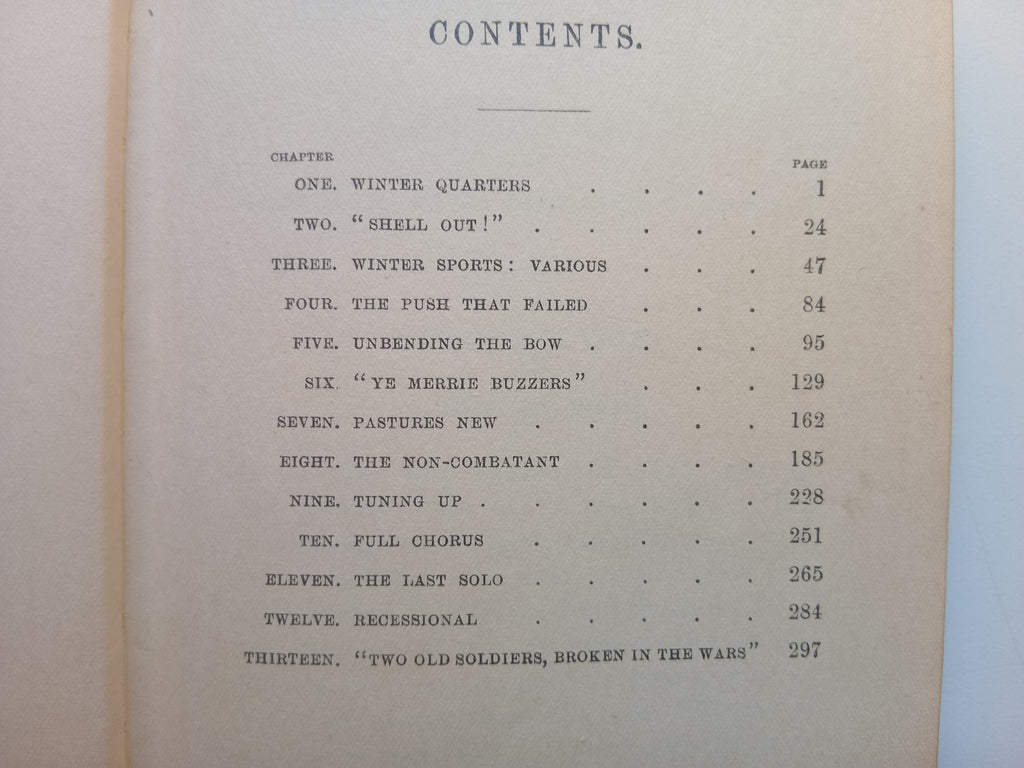 CONTENTS.
CHAPTER PAGE
ONE. WINTER QUARTERS . . . . 1
TWO. “SHELL OUT!” . . . . . 24
THREE. WINTER SPORTS: VARIOUS . . . 47
FOUR. THE PUSH THAT FAILED . . . 84
FIVE. UNBENDING THE BOW . . . . 95
SIX. “YE MERRIE BUZZERS” . . . 129
SEVEN. PASTURES NEW . . . . . 162
EIGHT. THE NON-COMBATANT . . . . 185
NINE. TUNING UP . . . . . . 228
TEN. FULL CHORUS . . . . . 251
ELEVEN. THE LAST SOLO . . . . . 265
TWELVE. RECESSIONAL . . . . . 284
THIRTEEN. “TWO OLD SOLDIERS, BROKEN IN THE WARS” 297